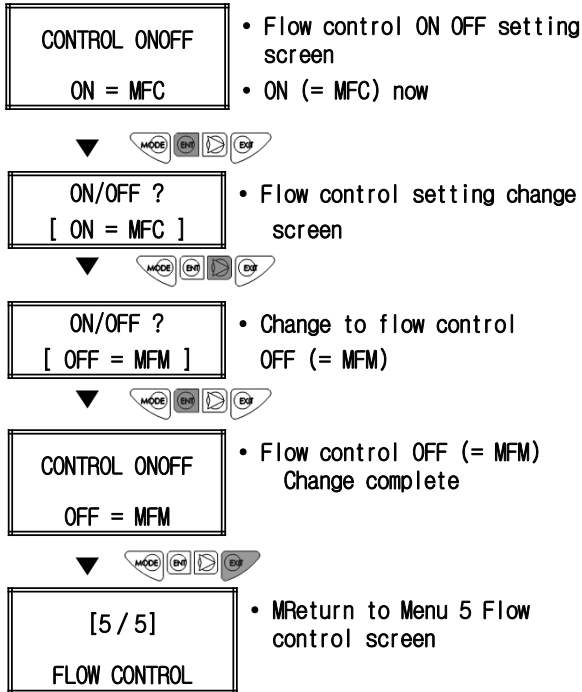 CONTROL ONOFF
ON = MFC
• Flow control ON OFF setting
screen
• ON (= MFC) now
▼ MODE ENT EXIT
ON/OFF ?
[ ON = MFC ]
• Flow control setting change
screen
▼ MODE ENT EXIT
ON/OFF ?
[ OFF = MFM ]
• Change to flow control
OFF (= MFM)
▼ MODE ENT EXIT
CONTROL ONOFF
OFF = MFM
• Flow control OFF (= MFM)
Change complete
▼ MODE ENT EXIT
[5/5]
FLOW CONTROL
• MReturn to Menu 5 Flow
control screen